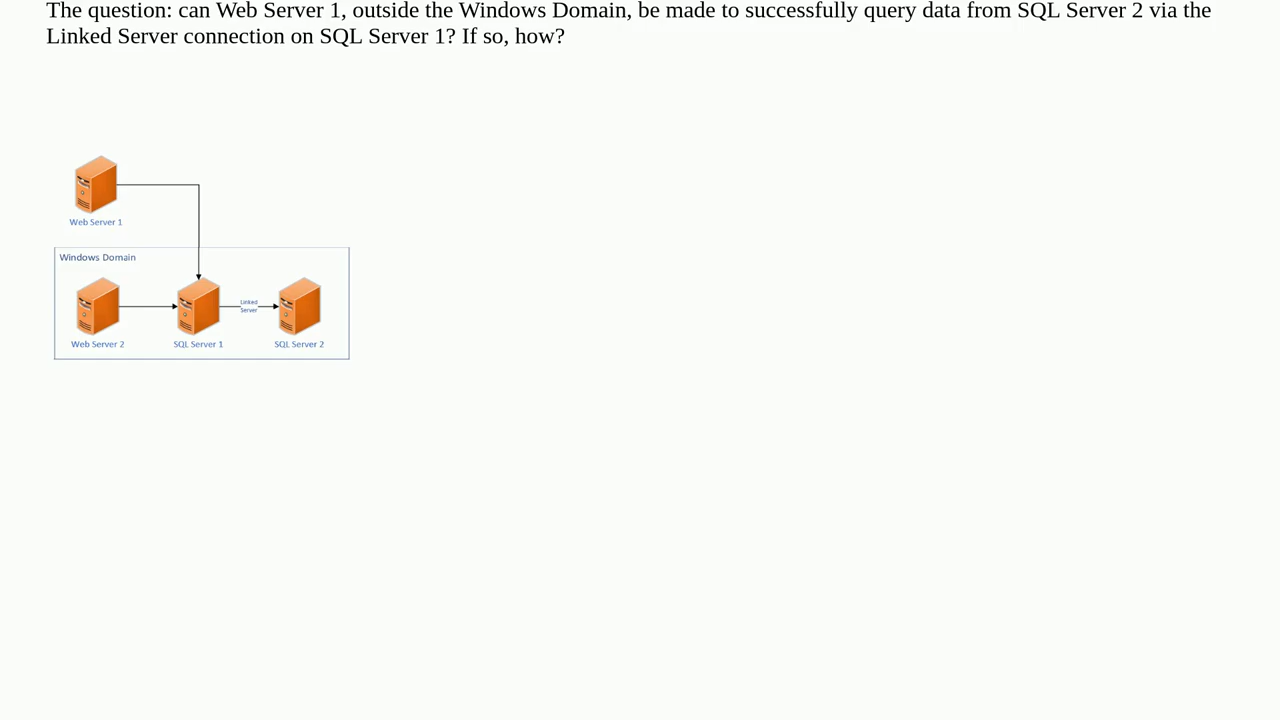 The question: can Web Server 1, outside the Windows Domain, be made to successfully query data from SQL Server 2 via the
Linked Server connection on SQL Server 1? If so, how?
Web Server 1
Windows Domain
Linked
Server
Web Server 2
SQL Server 1
SQL Server 2